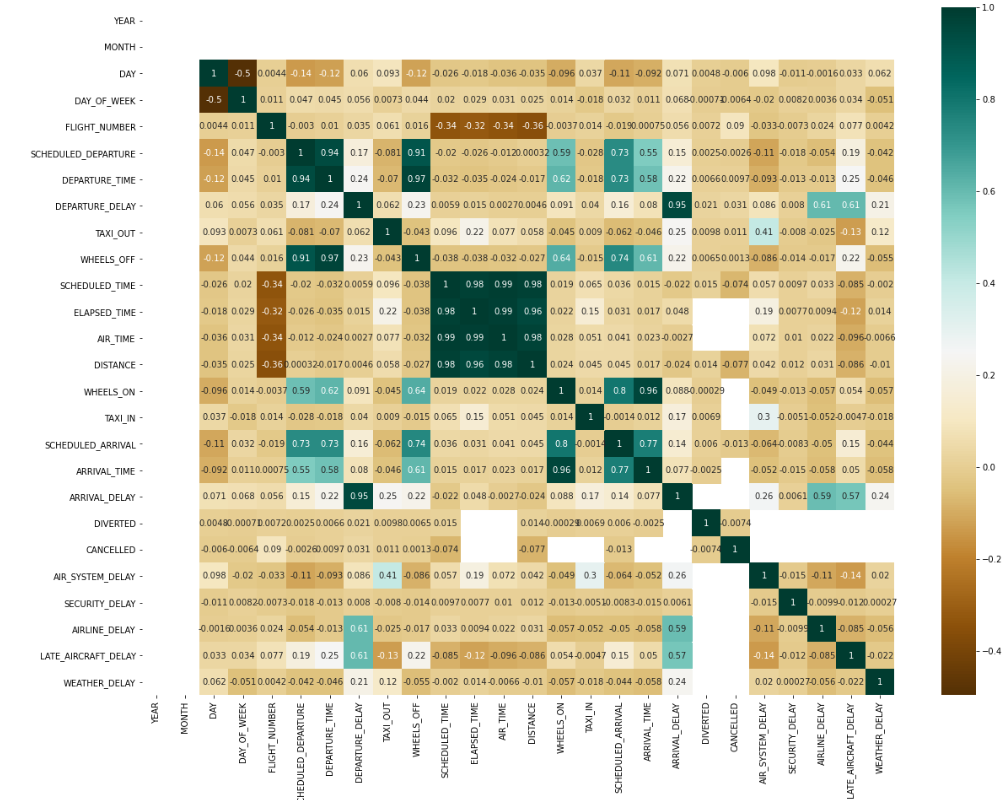 YEAR
MONTH
DAY 1 -0.5 0.0044 -0.14 -0.12 0.06 0.093 -0.12 -0.026 -0.018 -0.036 -0.035 -0.096 0.037 -0.11 -0.092 0.071 0.0048 -0.006 0.098 -0.011 -0.0016 0.033 0.062
DAY_OF_WEEK -0.5 1 0.011 0.047 0.045 0.056 0.0073 0.044 0.02 0.029 0.031 0.025 0.014 -0.018 0.032 0.011 0.068 -0.00071 -0.0064 -0.02 0.0082 0.0036 0.034 -0.051
FLIGHT_NUMBER 0.0044 0.011 1 -0.003 0.01 0.035 0.061 0.016 -0.34 -0.32 -0.34 -0.36 -0.0037 0.014 -0.019 0.00075 0.056 0.0072 0.09 -0.033 -0.0073 0.024 0.077 0.0042
SCHEDULED_DEPARTURE -0.14 0.047 -0.003 1 0.94 0.17 -0.081 0.91 -0.02 -0.026 -0.012 0.00032 0.59 -0.028 0.73 0.55 0.15 0.0025 -0.0026 -0.11 -0.018 -0.054 0.19 -0.042
DEPARTURE_TIME -0.12 0.045 0.01 0.94 1 0.24 -0.07 0.97 -0.032 -0.035 -0.024 -0.017 0.62 -0.018 0.73 0.58 0.22 0.0066 0.0097 -0.093 -0.013 -0.013 0.25 -0.046
DEPARTURE_DELAY 0.06 0.056 0.035 0.17 0.24 1 0.062 0.23 0.0059 0.015 0.0027 0.0046 0.091 0.04 0.16 0.08 0.95 0.021 0.031 0.086 0.008 0.61 0.61 0.21
TAXI_OUT 0.093 0.0073 0.061 -0.081 -0.07 0.062 1 -0.043 0.096 0.22 0.077 0.058 -0.045 0.009 -0.062 -0.046 0.25 0.0098 0.011 0.41 -0.008 -0.025 -0.13 0.12
WHEELS_OFF -0.12 0.044 0.016 0.91 0.97 0.23 -0.043 1 -0.038 -0.038 -0.032 -0.027 0.64 -0.015 0.74 0.61 0.22 0.0065 0.0013 -0.086 -0.014 -0.017 0.22 -0.055
SCHEDULED_TIME -0.026 0.02 -0.34 -0.02 -0.032 0.0059 0.096 -0.038 1 0.98 0.99 0.98 0.019 0.065 0.036 0.015 -0.022 0.015 -0.074 0.057 0.0097 0.033 -0.085 -0.002
ELAPSED_TIME -0.018 0.029 -0.32 -0.026 -0.035 0.015 0.22 -0.038 0.98 1 0.99 0.96 0.022 0.15 0.031 0.017 0.048 0.19 0.0077 0.0094 -0.12 0.014
AIR_TIME -0.036 0.031 -0.34 -0.012 -0.024 0.0027 0.077 -0.032 0.99 0.99 1 0.98 0.028 0.051 0.041 0.023 -0.0027 0.072 0.01 0.022 -0.096 -0.0066
DISTANCE -0.035 0.025 -0.36 0.00032 -0.017 0.0046 0.058 -0.027 0.98 0.96 0.98 1 0.024 0.045 0.045 0.017 -0.024 0.014 -0.077 0.042 0.012 0.031 -0.086 -0.01
WHEELS_ON -0.096 0.014 -0.0037 0.59 0.62 0.091 -0.045 0.64 0.019 0.022 0.028 0.024 1 0.014 0.8 0.96 0.088 -0.00029 -0.049 -0.013 -0.057 0.054 -0.057
TAXI_IN 0.037 -0.018 0.014 -0.028 -0.018 0.04 0.009 -0.015 0.065 0.15 0.051 0.045 0.014 1 -0.0014 0.012 0.17 0.0069 0.3 -0.0051 -0.052 -0.0047 -0.018
SCHEDULED_ARRIVAL -0.11 0.032 -0.019 0.73 0.73 0.16 -0.062 0.74 0.036 0.031 0.041 0.045 0.8 -0.0014 1 0.77 0.14 0.006 -0.013 -0.064 -0.0083 -0.05 0.15 -0.044
ARRIVAL_TIME -0.092 0.011 0.00075 0.55 0.58 0.08 -0.046 0.61 0.015 0.017 0.023 0.017 0.96 0.012 0.77 1 0.077 -0.0025 -0.052 -0.015 -0.058 0.05 -0.058
ARRIVAL_DELAY 0.071 0.068 0.056 0.15 0.22 0.95 0.25 0.22 -0.022 0.048 -0.0027 -0.024 0.088 0.17 0.14 0.077 1 0.26 0.0061 0.59 0.57 0.24
DIVERTED 0.0048 -0.00071 0.0072 0.0025 0.0066 0.021 0.0098 0.0065 0.015 0.014 -0.00029 0.0069 0.006 -0.0025 1 -0.0074
CANCELLED -0.006 -0.0064 0.09 -0.0026 0.0097 0.031 0.011 0.0013 -0.074 -0.077 -0.013 -0.0074 1
AIR_SYSTEM_DELAY 0.098 -0.02 -0.033 -0.11 -0.093 0.086 0.41 -0.086 0.057 0.19 0.072 0.042 -0.049 0.3 -0.064 -0.052 0.26 1 -0.015 -0.11 -0.14 0.02
SECURITY_DELAY -0.011 0.0082 -0.0073 -0.018 -0.013 0.008 -0.008 -0.014 0.0097 0.0077 0.01 0.012 -0.013 -0.0051 -0.0083 -0.015 0.0061 -0.015 1 -0.0099 -0.012 0.00027
AIRLINE_DELAY -0.0016 0.0036 0.024 -0.054 -0.013 0.61 -0.025 -0.017 0.033 0.0094 0.022 0.031 -0.057 -0.052 -0.05 -0.058 0.59 -0.11 -0.0099 1 -0.085 -0.056
LATE_AIRCRAFT_DELAY 0.033 0.034 0.077 0.19 0.25 0.61 -0.13 0.22 -0.085 -0.12 -0.096 -0.086 0.054 -0.0047 0.15 0.05 0.57 -0.14 -0.012 -0.085 1 -0.022
WEATHER_DELAY 0.062 -0.051 0.0042 -0.042 -0.046 0.21 0.12 -0.055 -0.002 0.014 -0.0066 -0.01 -0.057 -0.018 -0.044 -0.058 0.24 0.02 0.00027 -0.056 -0.022 1
YEAR
MONTH
DAY
DAY_OF_WEEK
FLIGHT_NUMBER
HEDULED_DEPARTURE
DEPARTURE_TIME
DEPARTURE_DELAY
TAXI_OUT
WHEELS_OFF
SCHEDULED_TIME
ELAPSED_TIME
AIR_TIME
DISTANCE
WHEELS_ON
TAXI_IN
SCHEDULED_ARRIVAL
ARRIVAL_TIME
ARRIVAL_DELAY
DIVERTED
CANCELLED
AIR_SYSTEM_DELAY
SECURITY_DELAY
AIRLINE_DELAY
LATE_AIRCRAFT_DELAY
WEATHER_DELAY
1.0
0.8
0.6
0.4
0.2
0.0
−0.2
−0.4